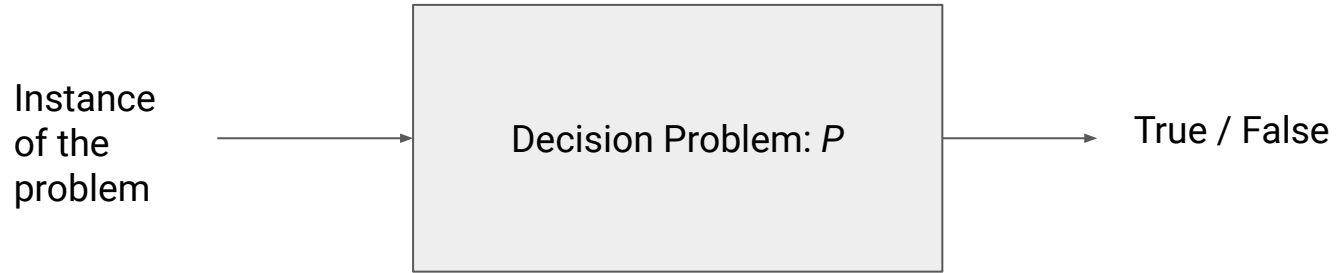 Instance
of the
problem
Decision Problem: P
True / False